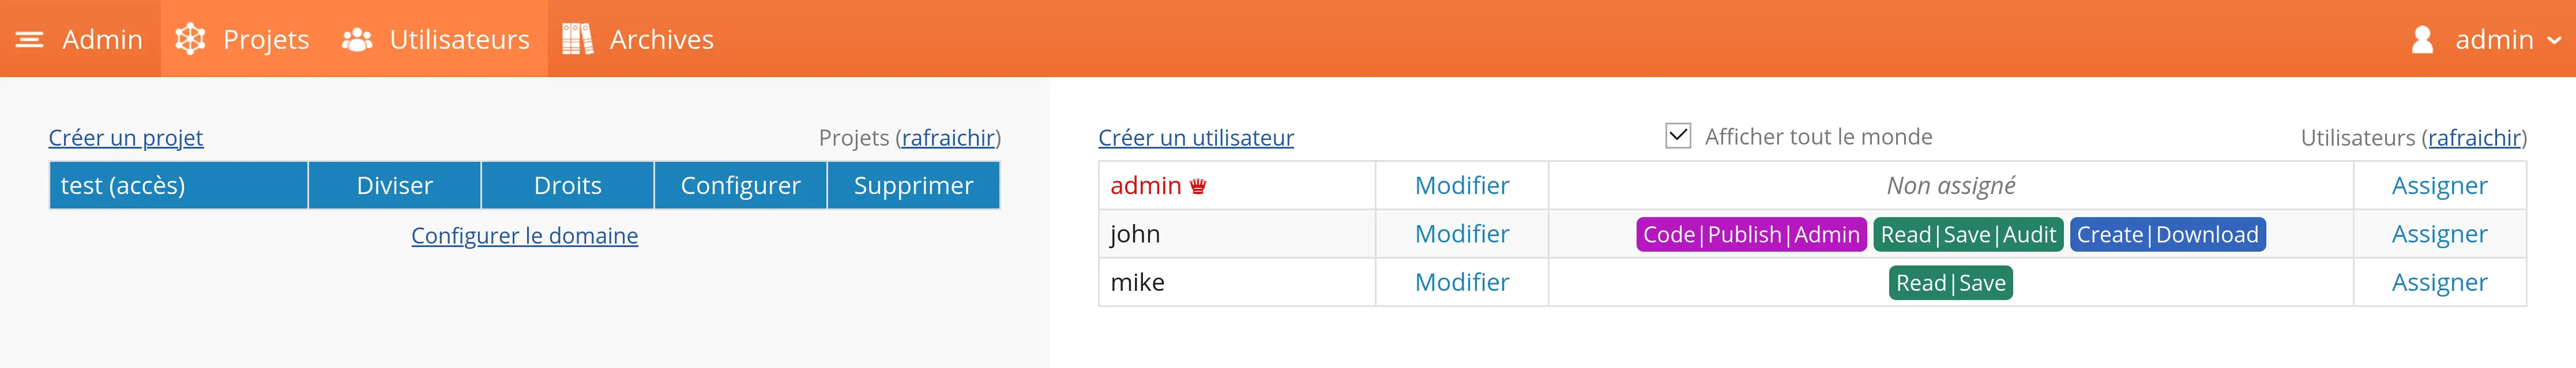 Admin Projets Utilisateurs Archives admin
Créer un projet Projets (rafraichir)
test (accès) Diviser Droits Configurer Supprimer
Configurer le domaine
Créer un utilisateur Afficher tout le monde Utilisateurs (rafraichir)
admin Modifier Non assigné Assigner
john Modifier Code|Publish|Admin Read|Save|Audit Create|Download Assigner
mike Modifier Read|Save Assigner